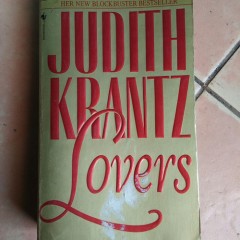 HER NEW BLOCKBUSTER BESTSELLER
JUDITH
KRANTZ
Lovers